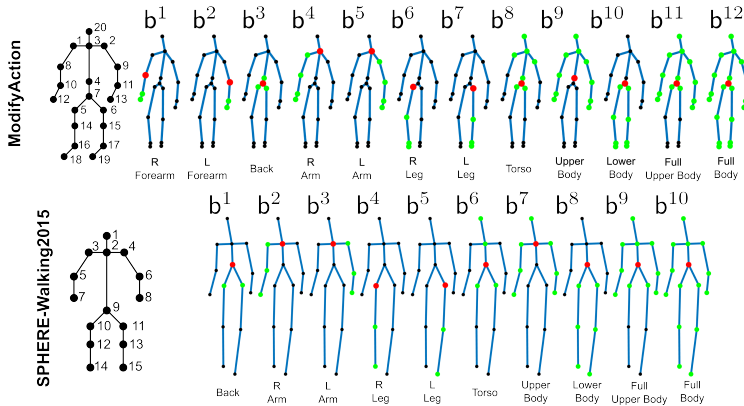 ModifyAction
20
1 3 2
8 9
4
10 11
7
12 13
5 6
14 15
16 17
18 19
b1 b2 b3 b4 b5 b6 b7 b8 b9 b10 b11 b12
R Forearm
L Forearm
Back
R Arm
L Arm
R Leg
L Leg
Torso
Upper Body
Lower Body
Full Upper Body
Full Body
SPHERE-Walking2015
1
3 2 4
5 6
7 8
9
10 11
12 13
14 15
b1 b2 b3 b4 b5 b6 b7 b8 b9 b10
Back
R Arm
L Arm
R Leg
L Leg
Torso
Upper Body
Lower Body
Full Upper Body
Full Body